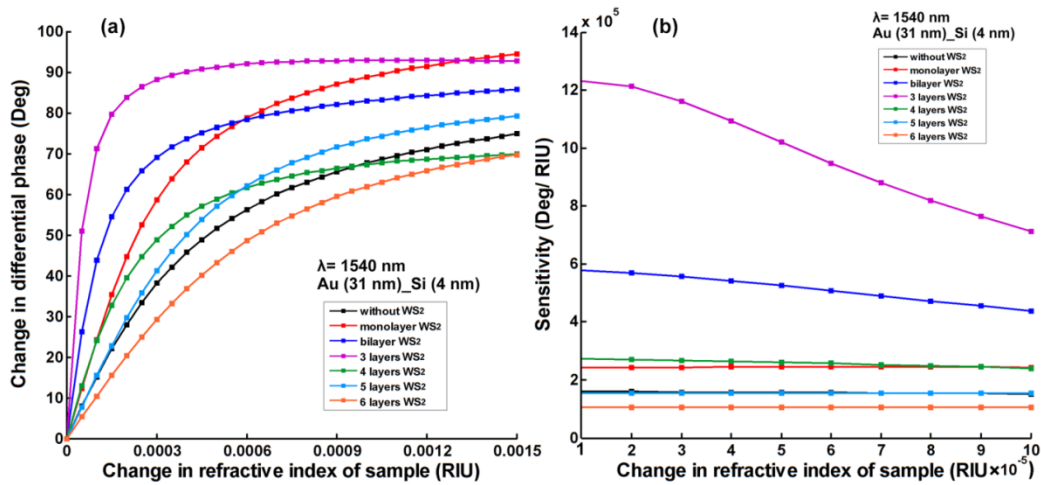 (a)
Change in differential phase (Deg)
100
90
80
70
60
50
40
30
20
10
0
λ= 1540 nm
Au (31 nm)_Si (4 nm)
without WS2
monolayer WS2
bilayer WS2
3 layers WS2
4 layers WS2
5 layers WS2
6 layers WS2
0 0.0003 0.0006 0.0009 0.0012 0.0015
Change in refractive index of sample (RIU)
(b)
14 × 10⁵
12
10
8
6
4
2
0
Sensitivity (Deg/ RIU)
λ= 1540 nm
Au (31 nm)_Si (4 nm)
without WS2
monolayer WS2
bilayer WS2
3 layers WS2
4 layers WS2
5 layers WS2
6 layers WS2
1 2 3 4 5 6 7 8 9 10
Change in refractive index of sample (RIU×10⁻⁵)